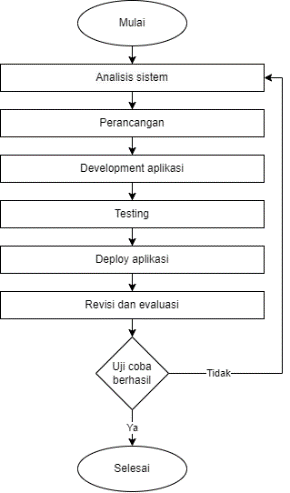 Mulai
Analisis sistem
Perancangan
Development aplikasi
Testing
Deploy aplikasi
Revisi dan evaluasi
Uji coba
berhasil
Tidak
Ya
Selesai